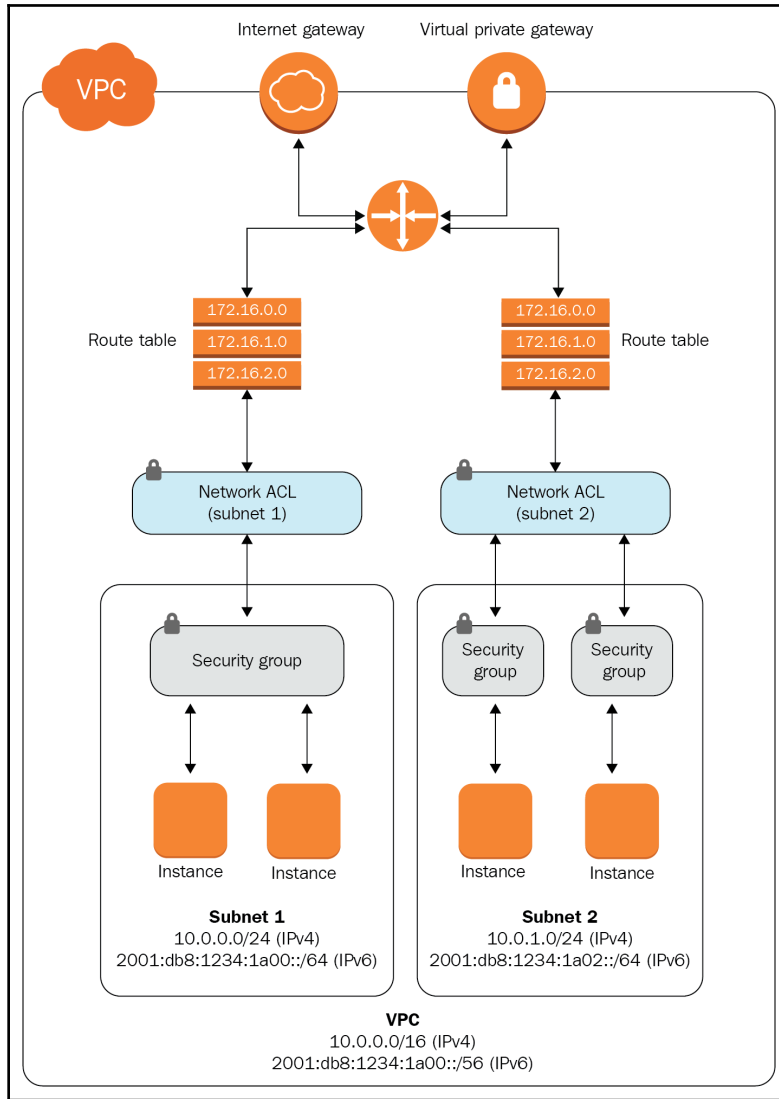 Internet gateway
Virtual private gateway
VPC
172.16.0.0
172.16.1.0
172.16.2.0
Route table
172.16.0.0
172.16.1.0
172.16.2.0
Route table
Network ACL
(subnet 1)
Network ACL
(subnet 2)
Security group
Security
group
Security
group
Instance
Instance
Instance
Instance
Subnet 1
10.0.0.0/24 (IPv4)
2001:db8:1234:1a00::/64 (IPv6)
Subnet 2
10.0.1.0/24 (IPv4)
2001:db8:1234:1a02::/64 (IPv6)
VPC
10.0.0.0/16 (IPv4)
2001:db8:1234:1a00::/56 (IPv6)